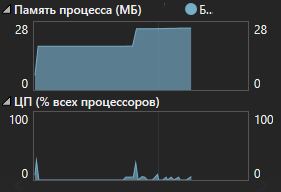 Память процесса (МБ) Б...
28 28
0 0
ЦП (% всех процессоров)
100 100
0 0